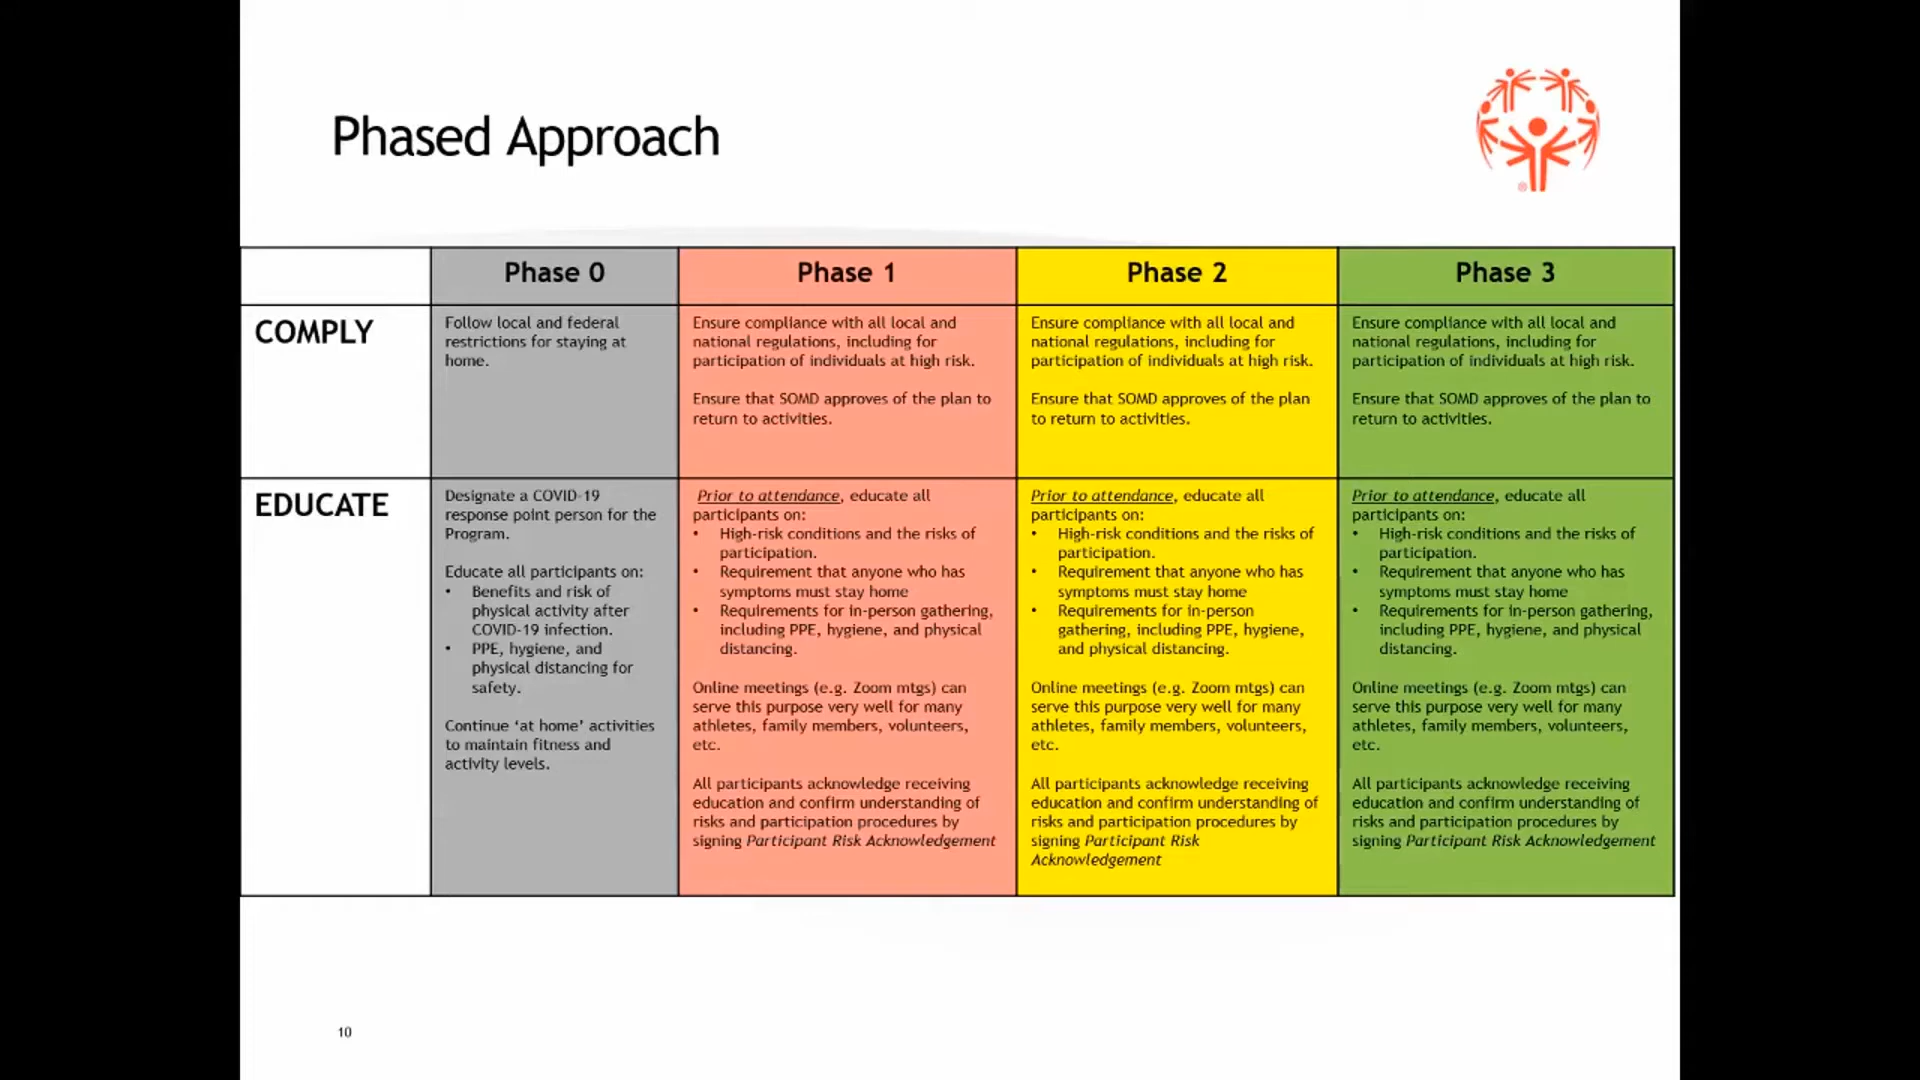 Phased Approach
®
Phase 0
Phase 1
Phase 2
Phase 3
COMPLY
Follow local and federal
restrictions for staying at
home.
Ensure compliance with all local and
national regulations, including for
participation of individuals at high risk.
Ensure that SOMD approves of the plan to
return to activities.
Ensure compliance with all local and
national regulations, including for
participation of individuals at high risk.
Ensure that SOMD approves of the plan
to return to activities.
Ensure compliance with all local and
national regulations, including for
participation of individuals at high risk.
Ensure that SOMD approves of the plan to
return to activities.
EDUCATE
Designate a COVID-19
response point person for the
Program.
Educate all participants on:
• Benefits and risk of
physical activity after
COVID-19 infection.
• PPE, hygiene, and
physical distancing for
safety.
Continue ‘at home’ activities
to maintain fitness and
activity levels.
Prior to attendance, educate all
participants on:
• High-risk conditions and the risks of
participation.
• Requirement that anyone who has
symptoms must stay home
• Requirements for in-person gathering,
including PPE, hygiene, and physical
distancing.
Online meetings (e.g. Zoom mtgs) can
serve this purpose very well for many
athletes, family members, volunteers,
etc.
All participants acknowledge receiving
education and confirm understanding of
risks and participation procedures by
signing Participant Risk Acknowledgement
Prior to attendance, educate all
participants on:
• High-risk conditions and the risks of
participation.
• Requirement that anyone who has
symptoms must stay home
• Requirements for in-person
gathering, including PPE, hygiene,
and physical distancing.
Online meetings (e.g. Zoom mtgs) can
serve this purpose very well for many
athletes, family members, volunteers,
etc.
All participants acknowledge receiving
education and confirm understanding of
risks and participation procedures by
signing Participant Risk
Acknowledgement
Prior to attendance, educate all
participants on:
• High-risk conditions and the risks of
participation.
• Requirement that anyone who has
symptoms must stay home
• Requirements for in-person gathering,
including PPE, hygiene, and physical
distancing.
Online meetings (e.g. Zoom mtgs) can
serve this purpose very well for many
athletes, family members, volunteers,
etc.
All participants acknowledge receiving
education and confirm understanding of
risks and participation procedures by
signing Participant Risk Acknowledgement
10